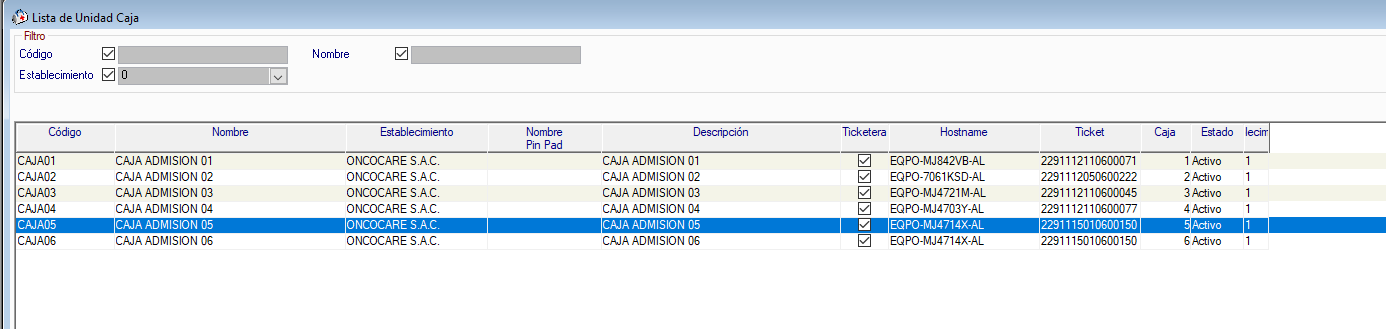 Lista de Unidad Caja
Filtro
Código Nombre
Establecimiento 0
Código Nombre Establecimiento Nombre Pin Pad Descripción Ticketera Hostname Ticket Caja Estado lecim
CAJA01 CAJA ADMISION 01 ONCOCARE S.A.C. CAJA ADMISION 01 EQPO-MJ842VB-AL 2291112110600071 1 Activo 1
CAJA02 CAJA ADMISION 02 ONCOCARE S.A.C. CAJA ADMISION 02 EQPO-7061KSD-AL 2291112050600222 2 Activo 1
CAJA03 CAJA ADMISION 03 ONCOCARE S.A.C. CAJA ADMISION 03 EQPO-MJ4721M-AL 2291112110600045 3 Activo 1
CAJA04 CAJA ADMISION 04 ONCOCARE S.A.C. CAJA ADMISION 04 EQPO-MJ4703Y-AL 2291112110600077 4 Activo 1
CAJA05 CAJA ADMISION 05 ONCOCARE S.A.C. CAJA ADMISION 05 EQPO-MJ4714X-AL 2291115010600150 5 Activo 1
CAJA06 CAJA ADMISION 06 ONCOCARE S.A.C. CAJA ADMISION 06 EQPO-MJ4714X-AL 2291115010600150 6 Activo 1